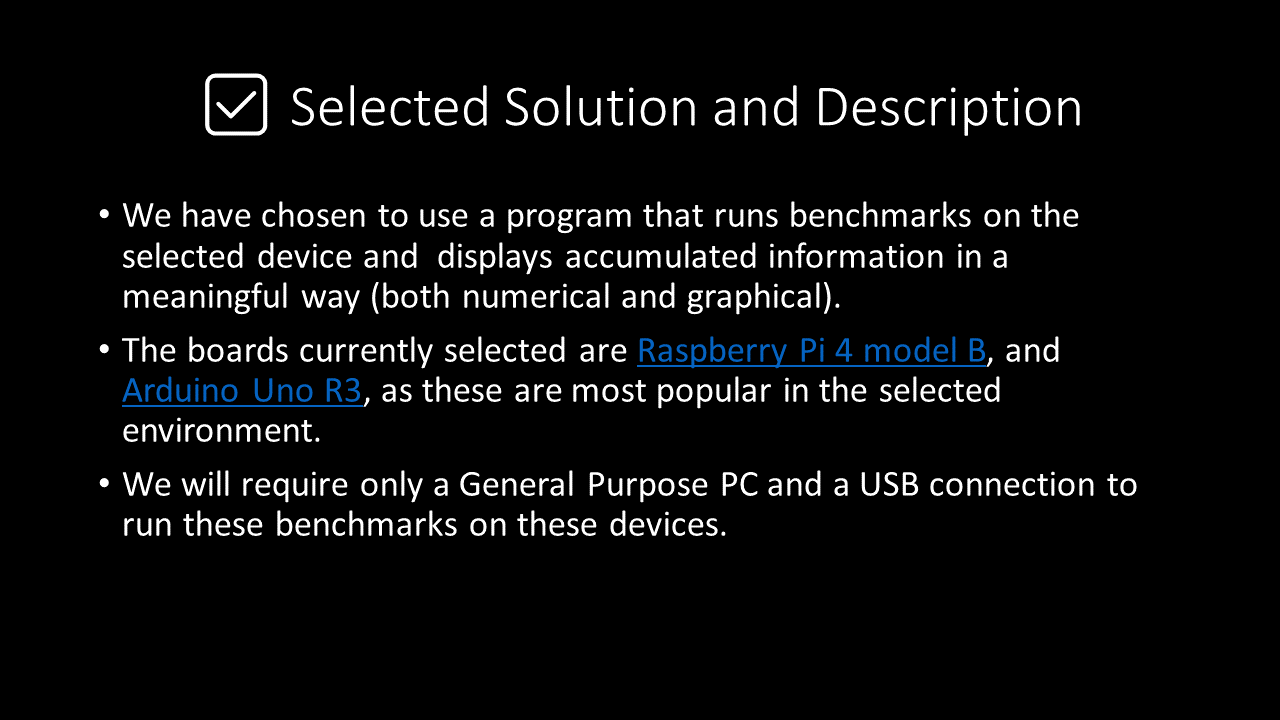 Selected Solution and Description
• We have chosen to use a program that runs benchmarks on the
selected device and  displays accumulated information in a
meaningful way (both numerical and graphical).
• The boards currently selected are Raspberry Pi 4 model B, and
Arduino Uno R3, as these are most popular in the selected
environment.
• We will require only a General Purpose PC and a USB connection to
run these benchmarks on these devices.